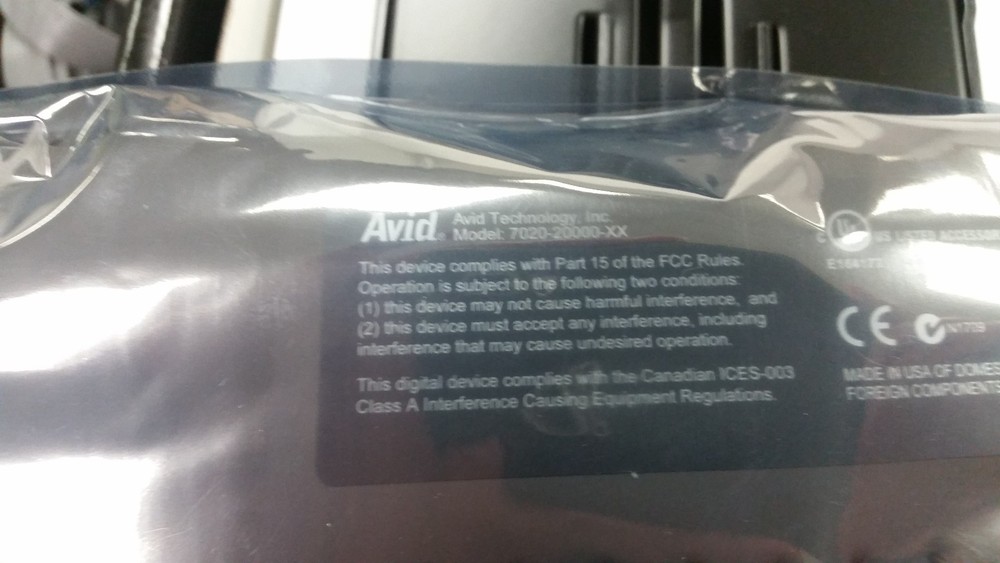 Avid
Avid Technology, Inc.
Model: 7020-20000-XX
This device complies with Part 15 of the FCC Rules.
Operation is subject to the following two conditions:
(1) this device may not cause harmful interference, and
(2) this device must accept any interference, including
interference that may cause undesired operation.
This digital device complies with the Canadian ICES-003
Class A Interference Causing Equipment Regulations.
C UL US LISTED
CE
N1709
MADE IN USA OF
FOREIGN